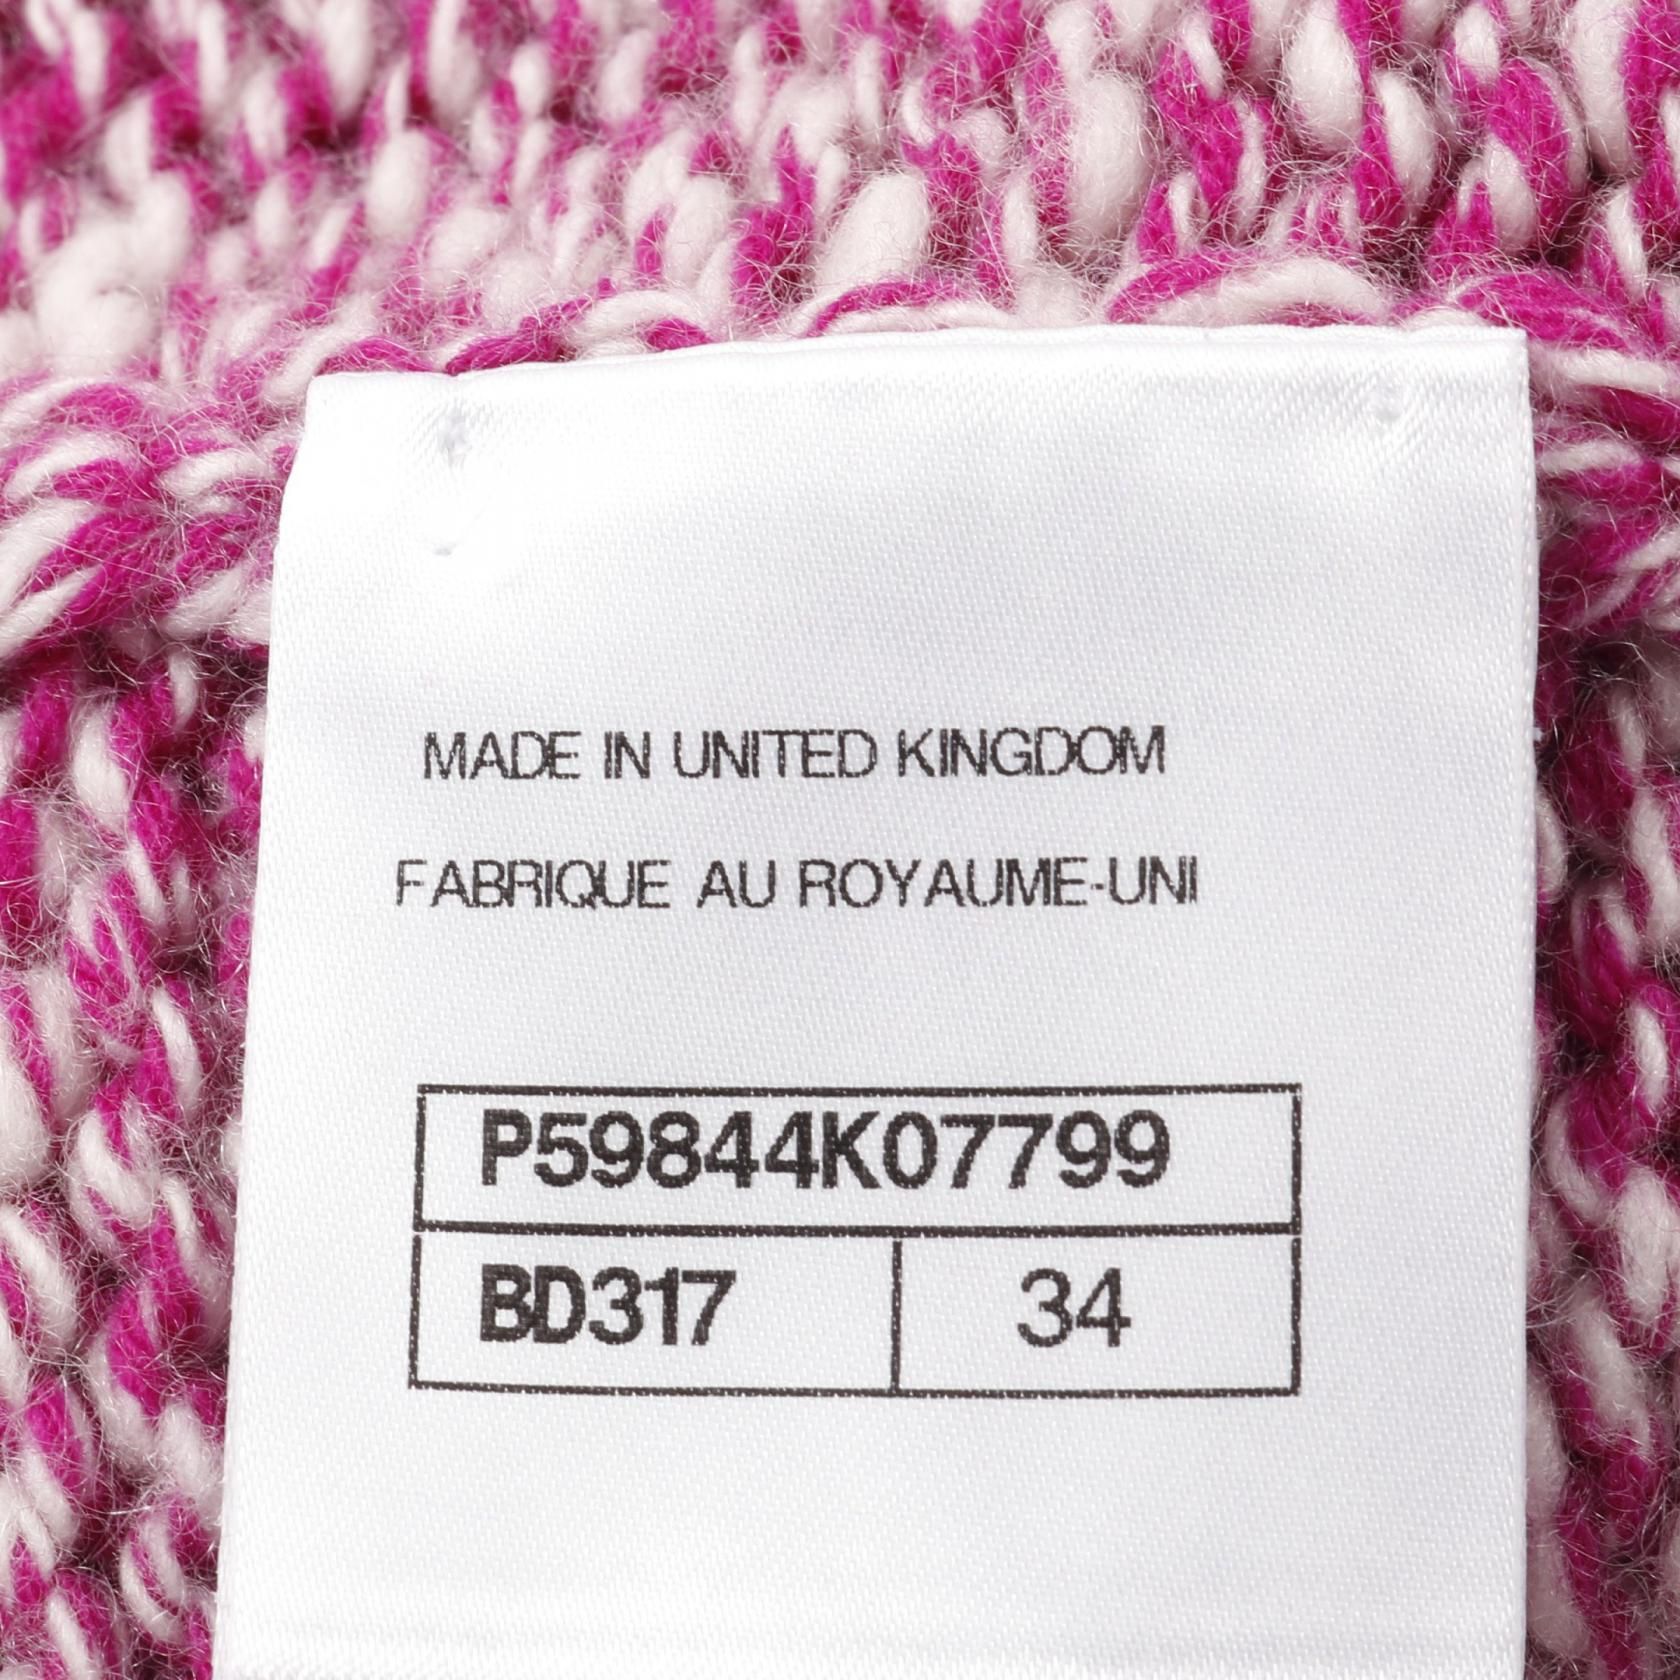 MADE IN UNITED KINGDOM
FABRIQUE AU ROYAUME-UNI
P59844K07799
BD317 34